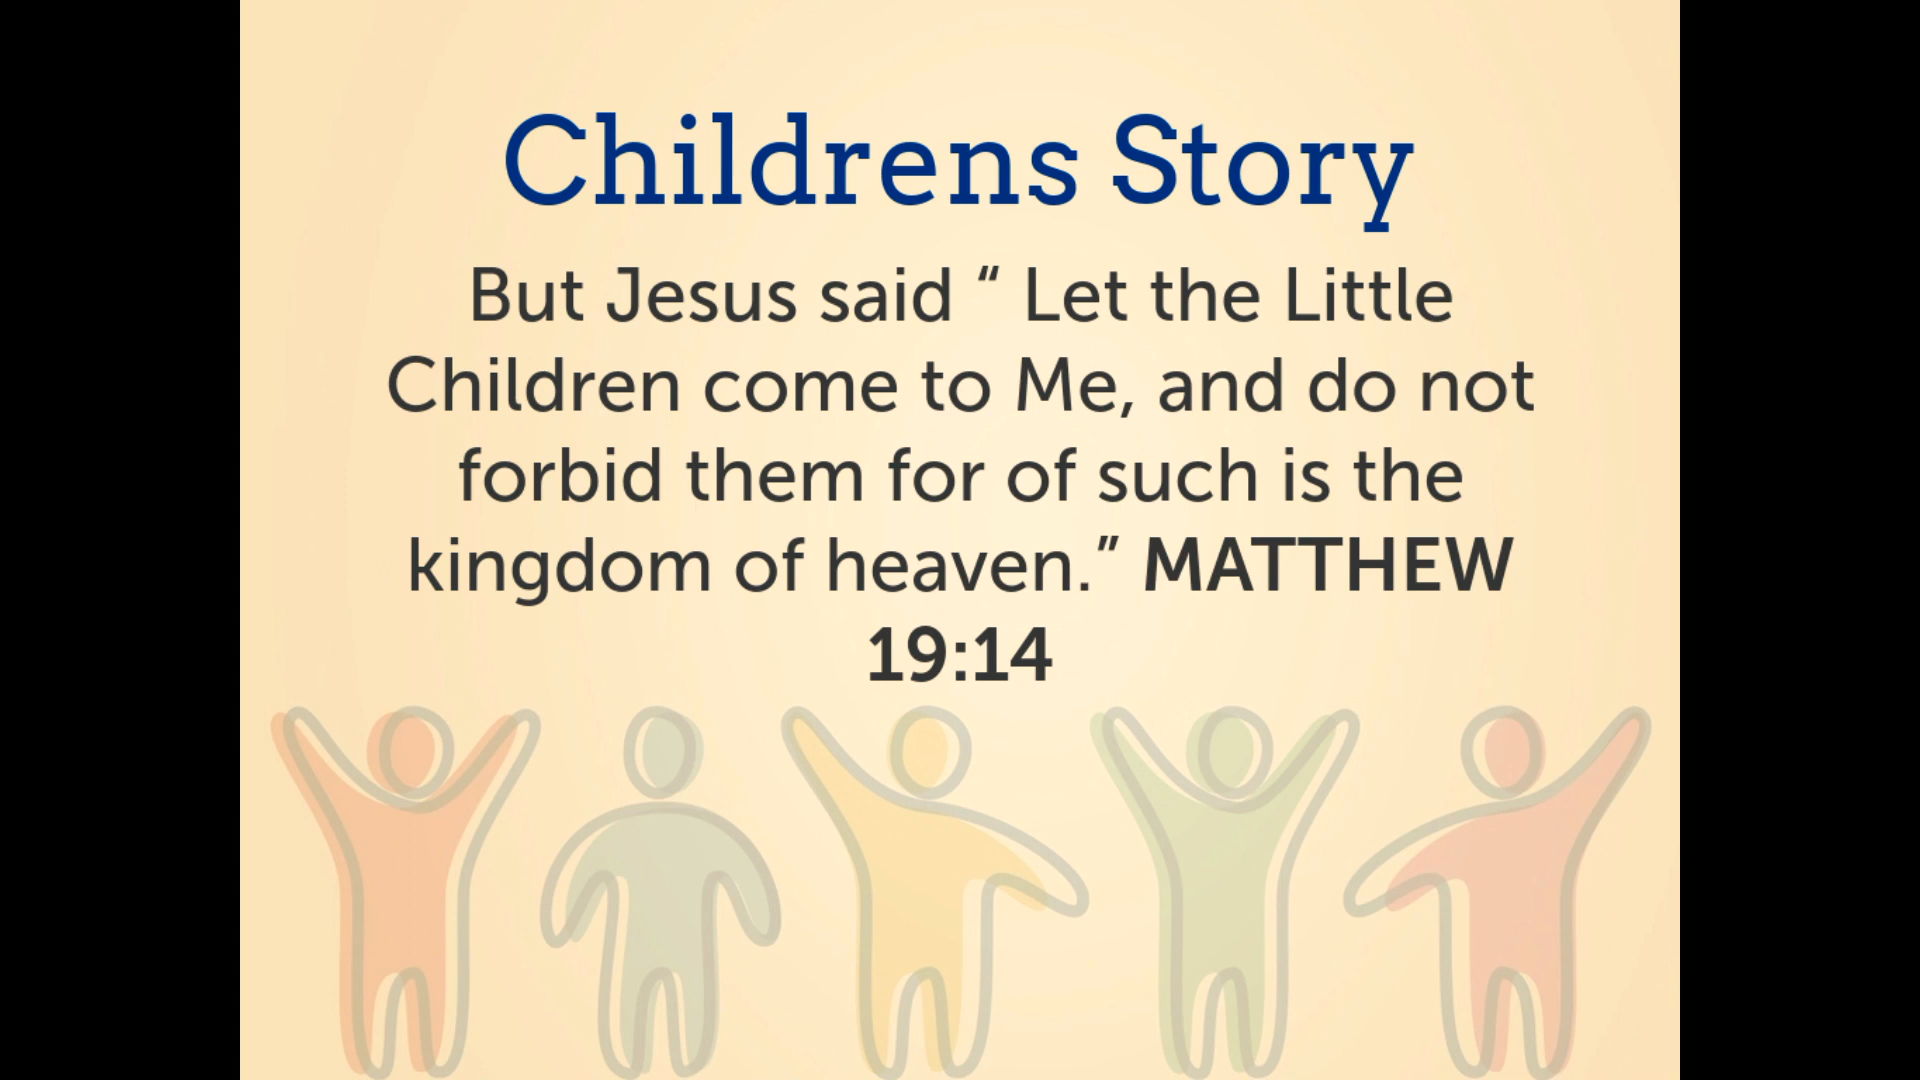 Childrens Story
But Jesus said “ Let the Little
Children come to Me, and do not
forbid them for of such is the
kingdom of heaven.” MATTHEW
19:14